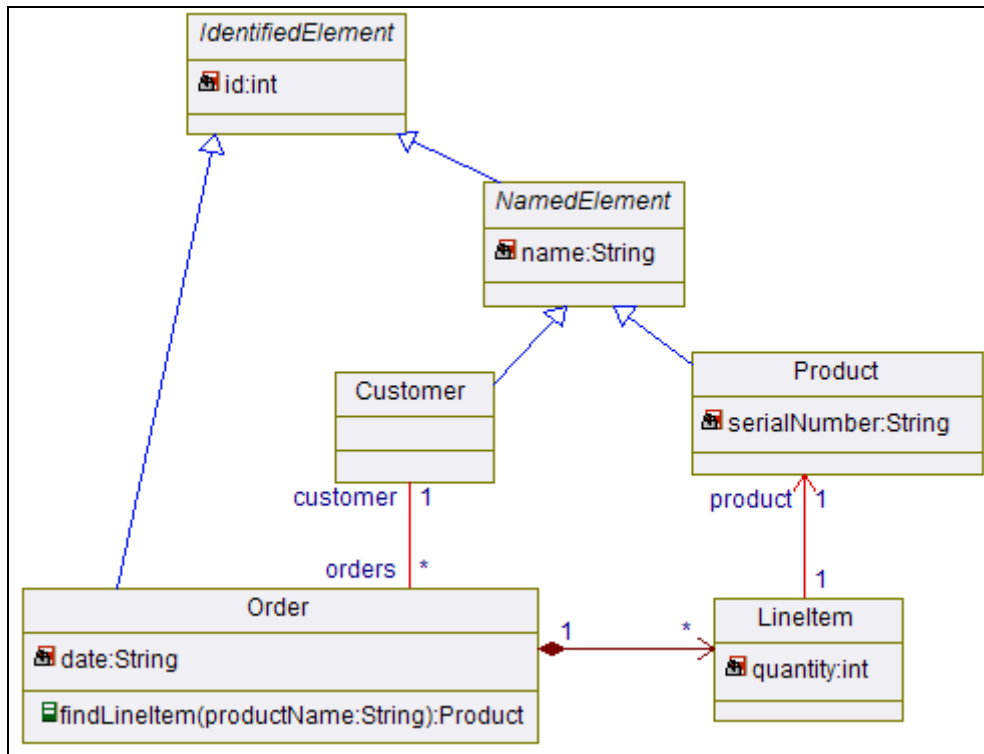 IdentifiedElement
id:int
NamedElement
name:String
Customer
Product
serialNumber:String
customer 1
product 1
orders *
1
Order
date:String
findLineItem(productName:String):Product
1 *
LineItem
quantity:int